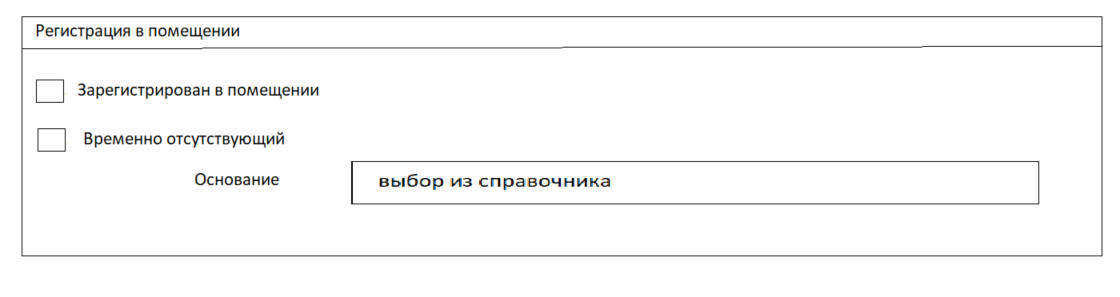 Регистрация в помещении
Зарегистрирован в помещении
Временно отсутствующий
Основание выбор из справочника